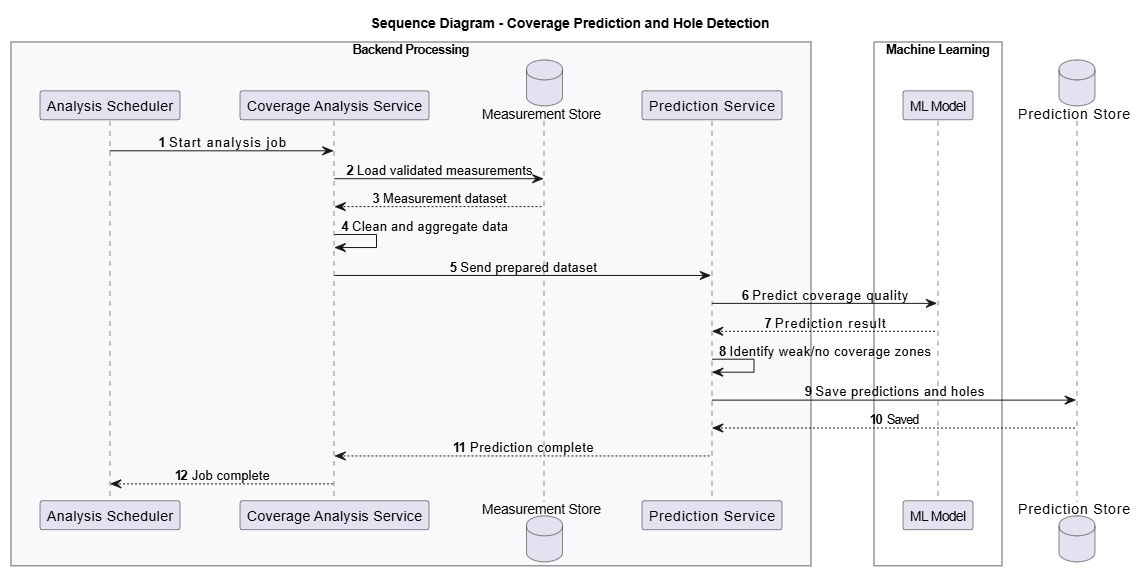 Sequence Diagram - Coverage Prediction and Hole Detection
Backend Processing
Machine Learning
Analysis Scheduler
Coverage Analysis Service
Measurement Store
Prediction Service
ML Model
Prediction Store
1 Start analysis job
2 Load validated measurements
3 Measurement dataset
4 Clean and aggregate data
5 Send prepared dataset
6 Predict coverage quality
7 Prediction result
8 Identify weak/no coverage zones
9 Save predictions and holes
10 Saved
11 Prediction complete
12 Job complete
Analysis Scheduler
Coverage Analysis Service
Measurement Store
Prediction Service
ML Model
Prediction Store